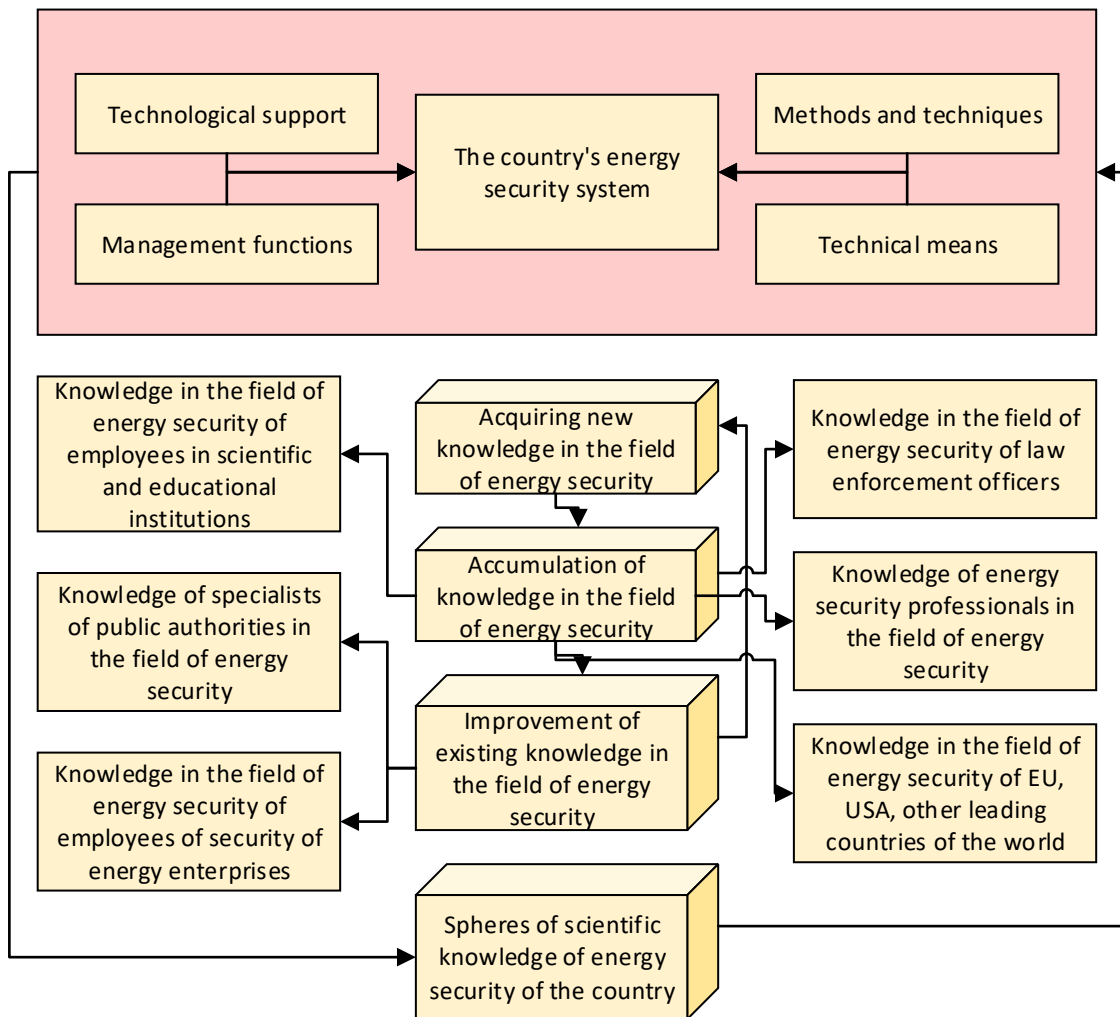 Technological support
Management functions
The country's energy
security system
Methods and techniques
Technical means
Knowledge in the field of
energy security of
employees in scientific
and educational
institutions
Knowledge of specialists
of public authorities in
the field of energy
security
Knowledge in the field of
energy security of
employees of security of
energy enterprises
Acquiring new
knowledge in the field
of energy security
Accumulation of
knowledge in the field
of energy security
Improvement of
existing knowledge in
the field of energy
security
Spheres of scientific
knowledge of energy
security of the country
Knowledge in the field of
energy security of law
enforcement officers
Knowledge of energy
security professionals in
the field of energy
security
Knowledge in the field of
energy security of EU,
USA, other leading
countries of the world